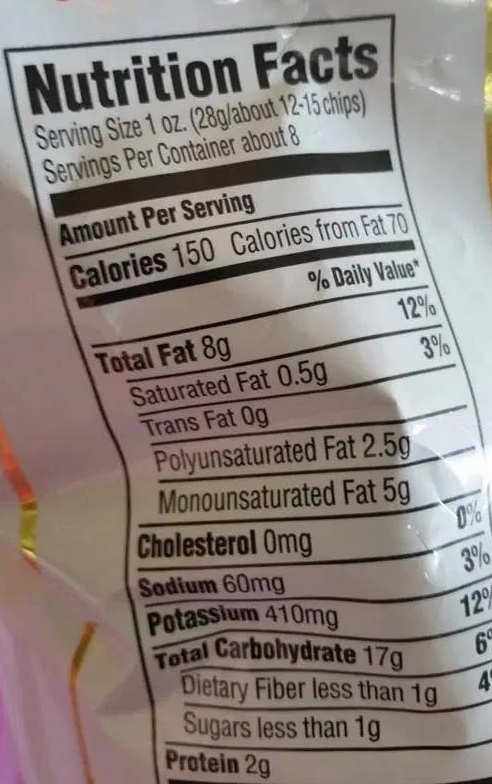 Nutrition Facts
Serving Size 1 oz. (28g/about 12-15 chips)
Servings Per Container about 8
Amount Per Serving
Calories 150 Calories from Fat 70
% Daily Value*
Total Fat 8g 12%
Saturated Fat 0.5g 3%
Trans Fat 0g
Polyunsaturated Fat 2.5g
Monounsaturated Fat 5g
Cholesterol 0mg 0%
Sodium 60mg 3%
Potassium 410mg 12%
Total Carbohydrate 17g 6%
Dietary Fiber less than 1g 4
Sugars less than 1g
Protein 2g